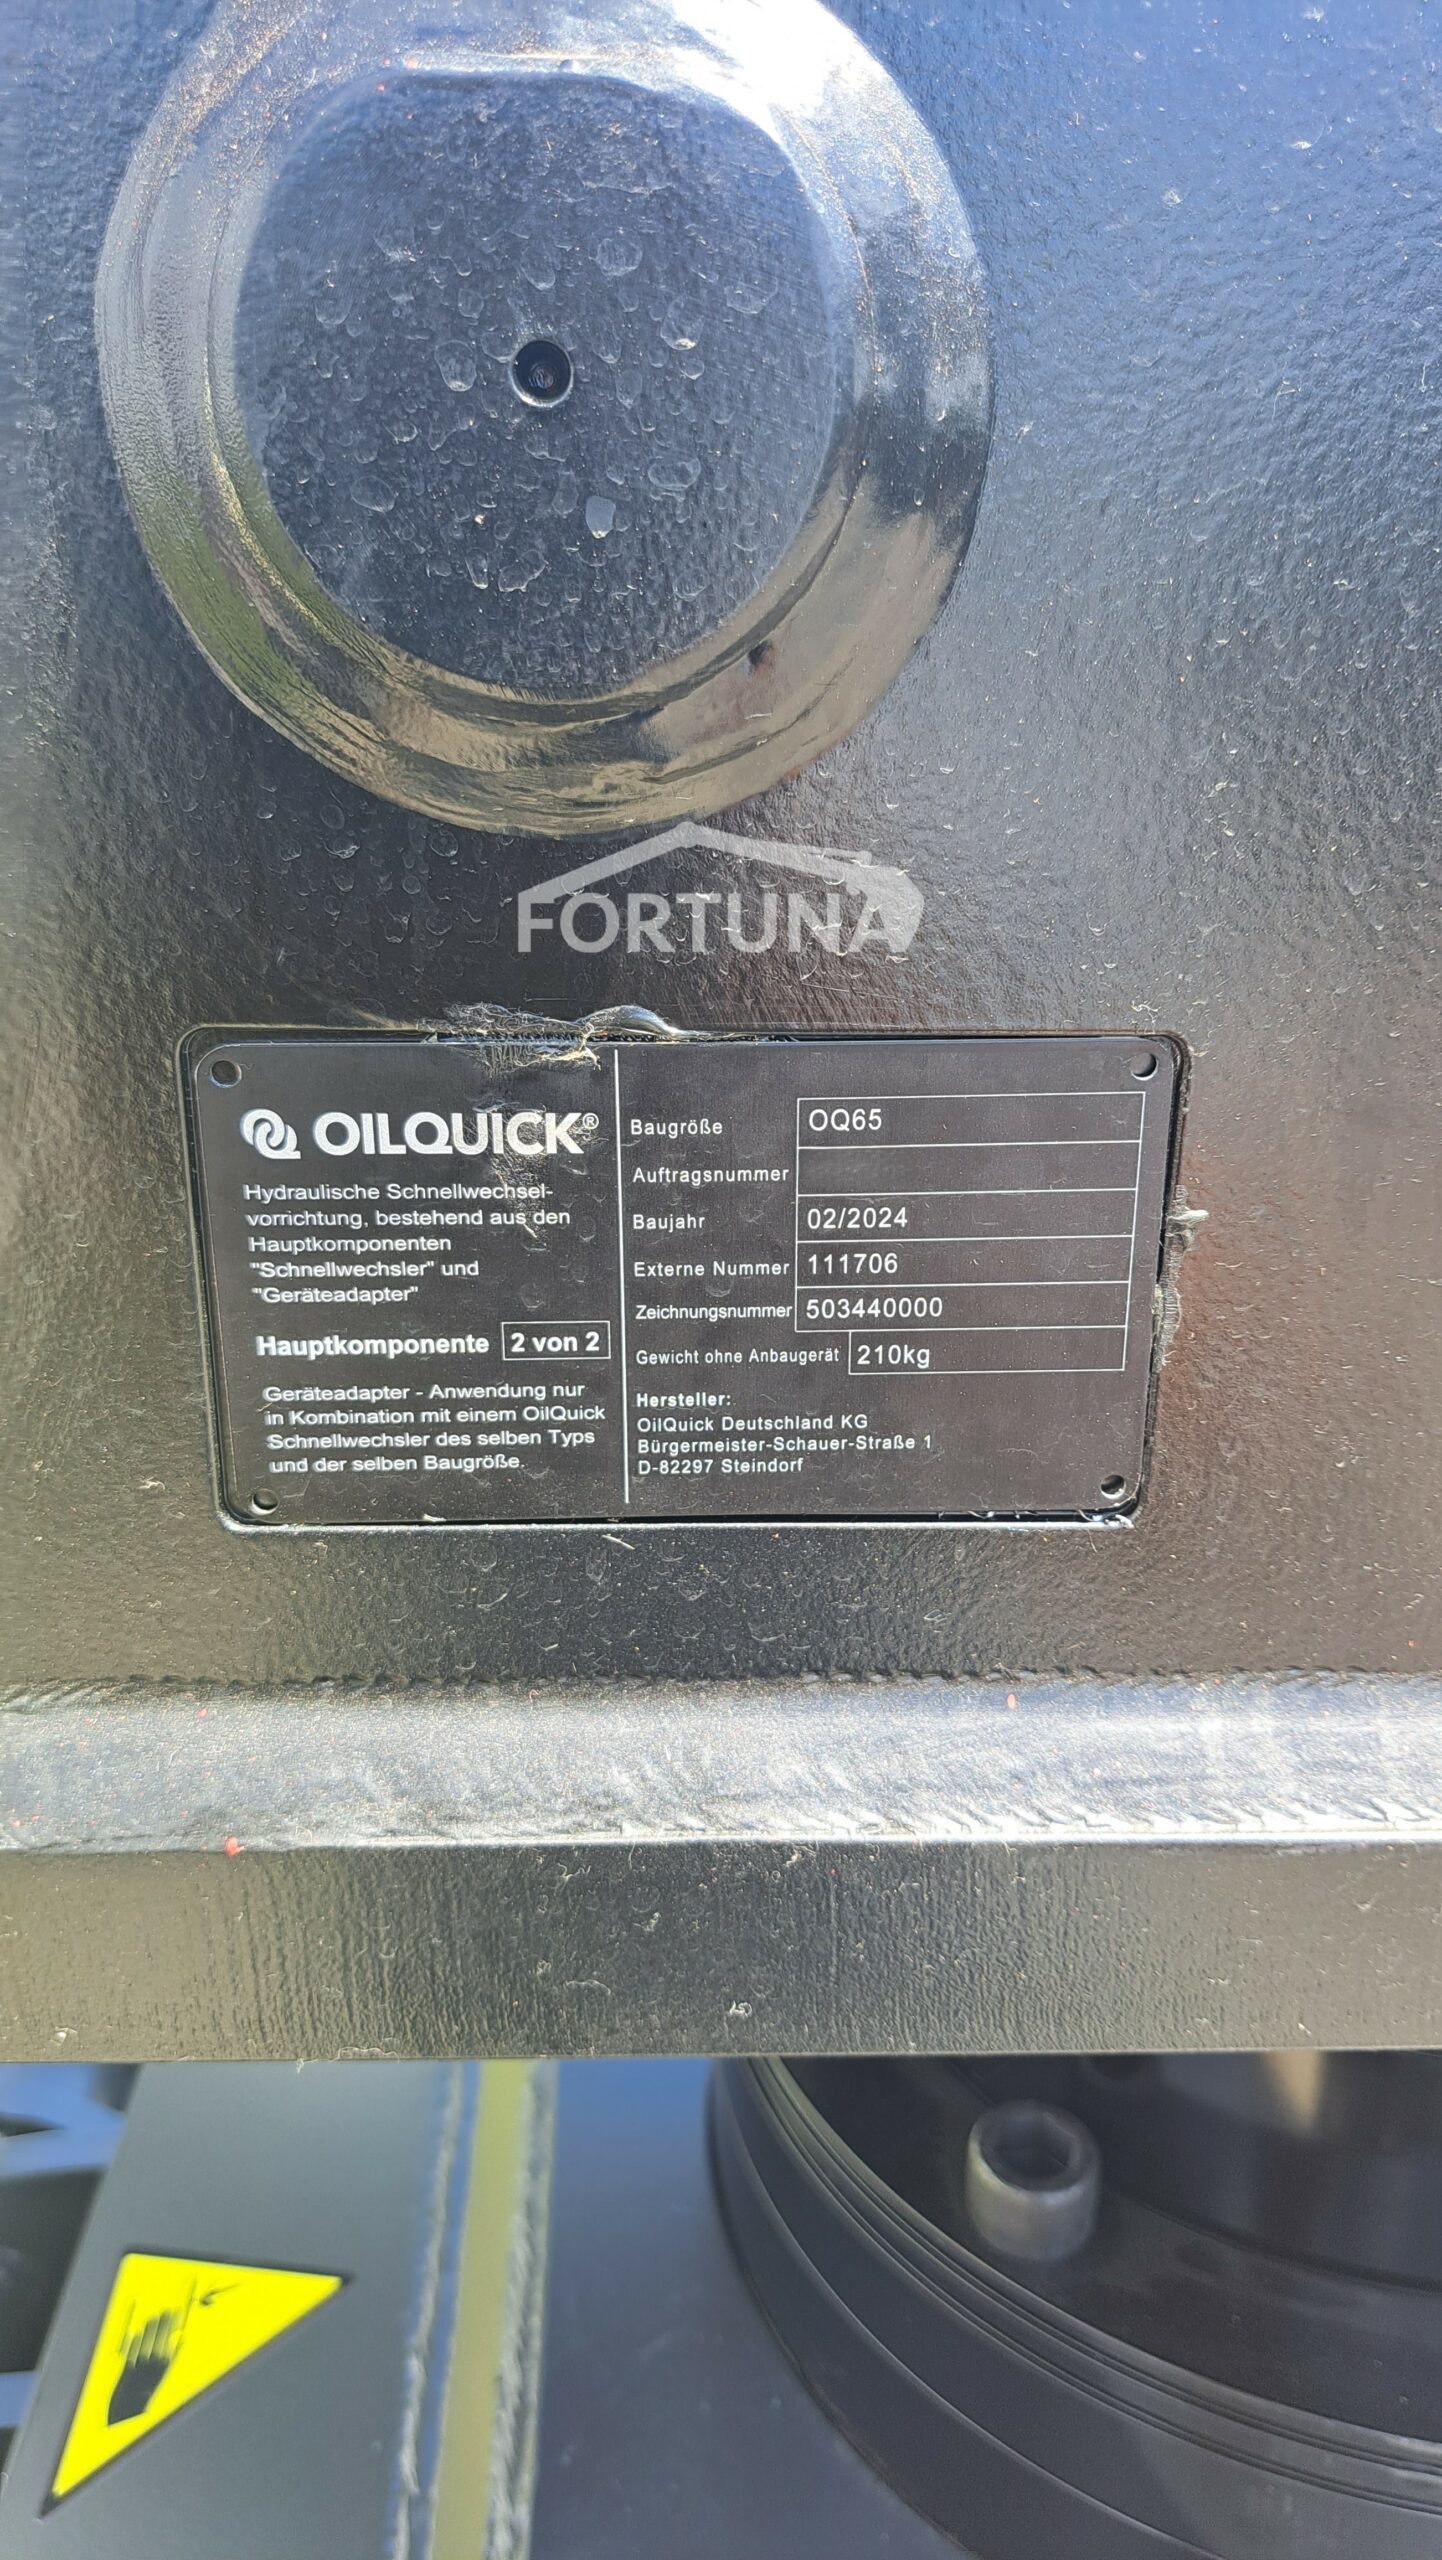 FORTUNA
OILQUICK®
Hydraulische Schnellwechsel-
vorrichtung, bestehend aus den
Hauptkomponenten
"Schnellwechsler" und
"Geräteadapter"
Hauptkomponente 2 von 2
Geräteadapter - Anwendung nur
in Kombination mit einem OilQuick
Schnellwechsler des selben Typs
und der selben Baugröße.
Baugröße OQ65
Auftragsnummer
Baujahr 02/2024
Externe Nummer 111706
Zeichnungsnummer 503440000
Gewicht ohne Anbaugerät 210kg
Hersteller:
OilQuick Deutschland KG
Bürgermeister-Schauer-Straße 1
D-82297 Steindorf